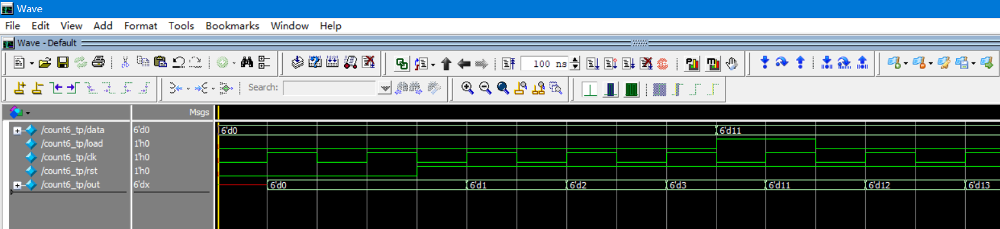 Wave
File Edit View Add Format Tools Bookmarks Window Help
Wave - Default
100 ns
Search:
Msgs
/count6_tp/data 6'd0 6'd0 6'd11
/count6_tp/load 1'h0
/count6_tp/clk 1'h0
/count6_tp/rst 1'h0
/count6_tp/out 6'dx 6'd0 6'd1 6'd2 6'd3 6'd11 6'd12 6'd13